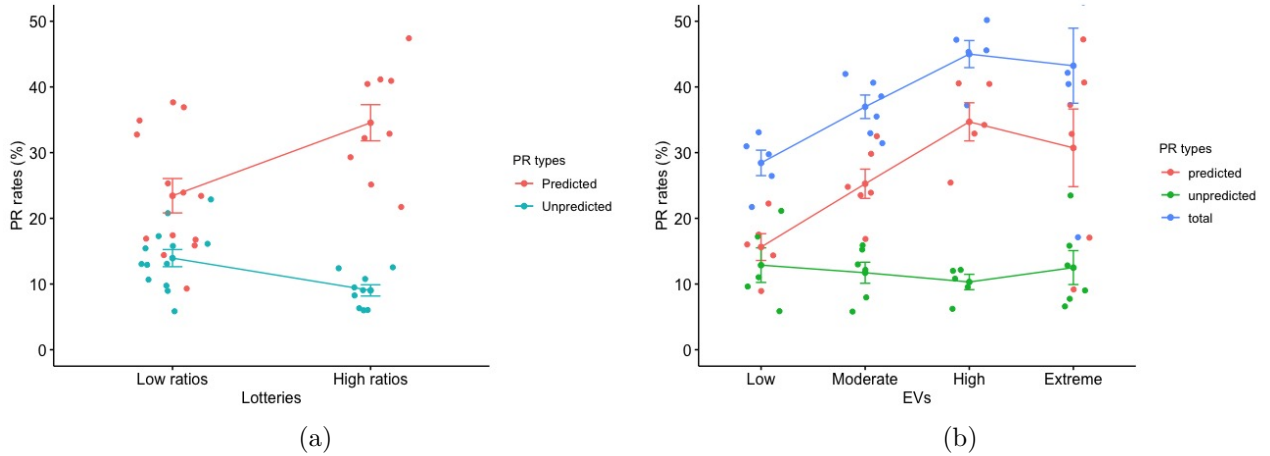 50
40
30
20
10
0
PR rates (%)
Low ratios
High ratios
Lotteries
PR types
Predicted
Unpredicted
(a)
50
40
30
20
10
0
PR rates (%)
Low
Moderate
High
Extreme
EVs
PR types
predicted
unpredicted
total
(b)